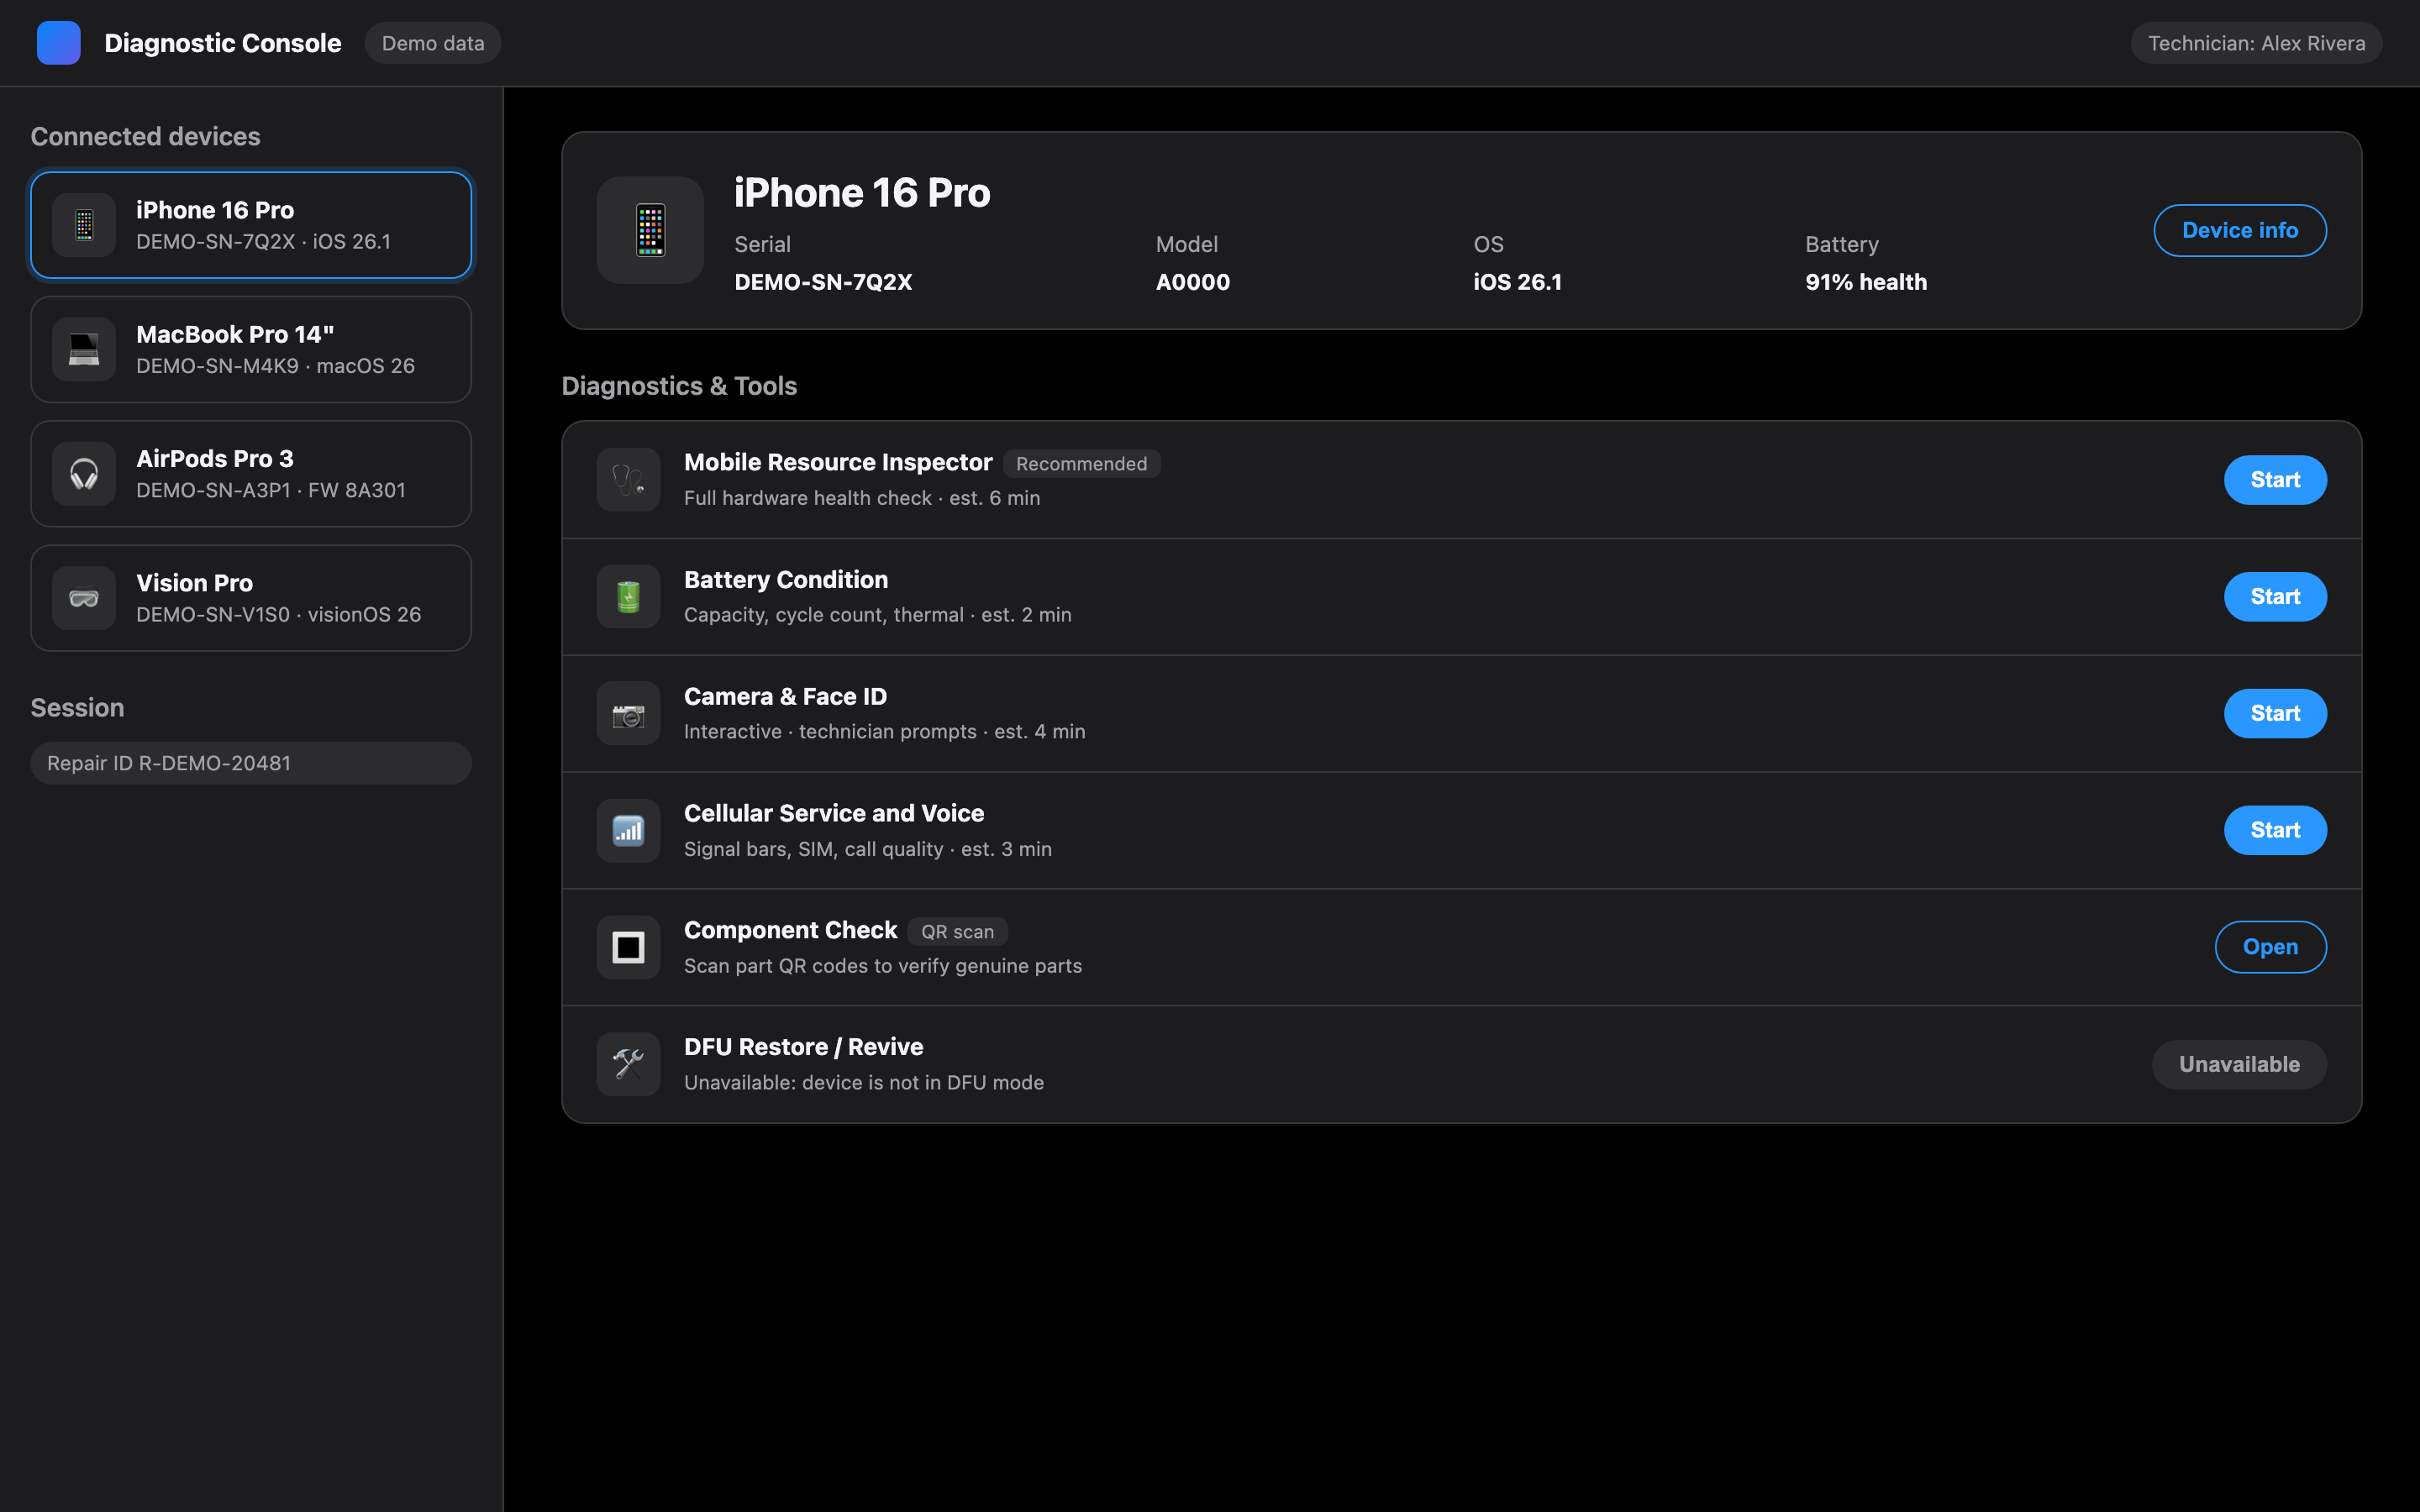 Diagnostic Console
Demo data
Technician: Alex Rivera
Connected devices
iPhone 16 Pro
DEMO-SN-7Q2X · iOS 26.1
MacBook Pro 14"
DEMO-SN-M4K9 · macOS 26
AirPods Pro 3
DEMO-SN-A3P1 · FW 8A301
Vision Pro
DEMO-SN-V1S0 · visionOS 26
Session
Repair ID R-DEMO-20481
iPhone 16 Pro
Serial
DEMO-SN-7Q2X
Model
A0000
OS
iOS 26.1
Battery
91% health
Device info
Diagnostics & Tools
Mobile Resource Inspector
Recommended
Full hardware health check · est. 6 min
Start
Battery Condition
Capacity, cycle count, thermal · est. 2 min
Start
Camera & Face ID
Interactive · technician prompts · est. 4 min
Start
Cellular Service and Voice
Signal bars, SIM, call quality · est. 3 min
Start
Component Check
QR scan
Scan part QR codes to verify genuine parts
Open
DFU Restore / Revive
Unavailable: device is not in DFU mode
Unavailable